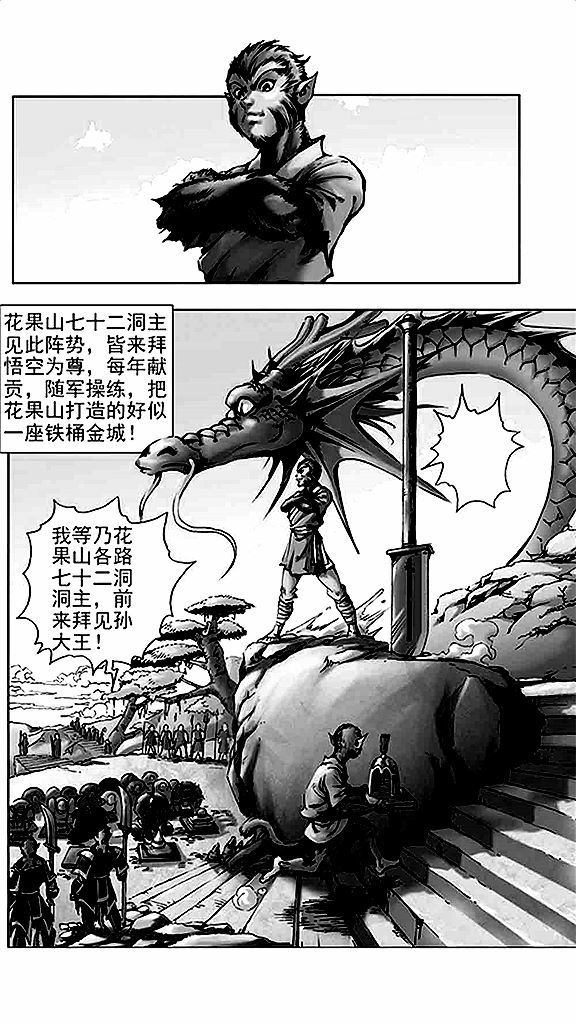 花果山七十二洞主
见此阵势，皆来拜
悟空为尊，每年献
贡，随军操练，把
花果山打造的好似
一座铁桶金城！
我等乃花
果山各路
七十二洞
洞主，前
来拜见孙
大王！